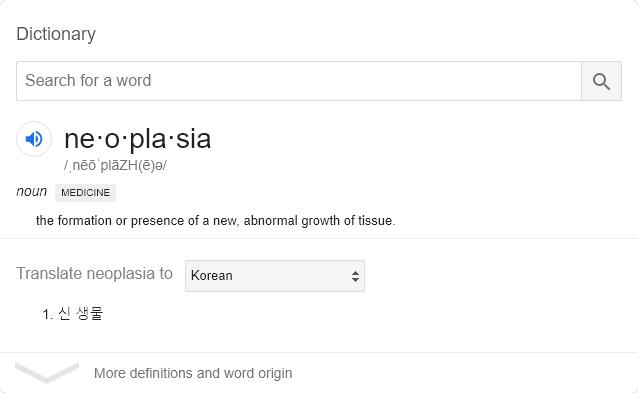 Dictionary
Search for a word
ne·o·pla·sia
/ˌnēōˈplāZH(ē)ə/
noun MEDICINE
the formation or presence of a new, abnormal growth of tissue.
Translate neoplasia to Korean
1. 신 생물
More definitions and word origin